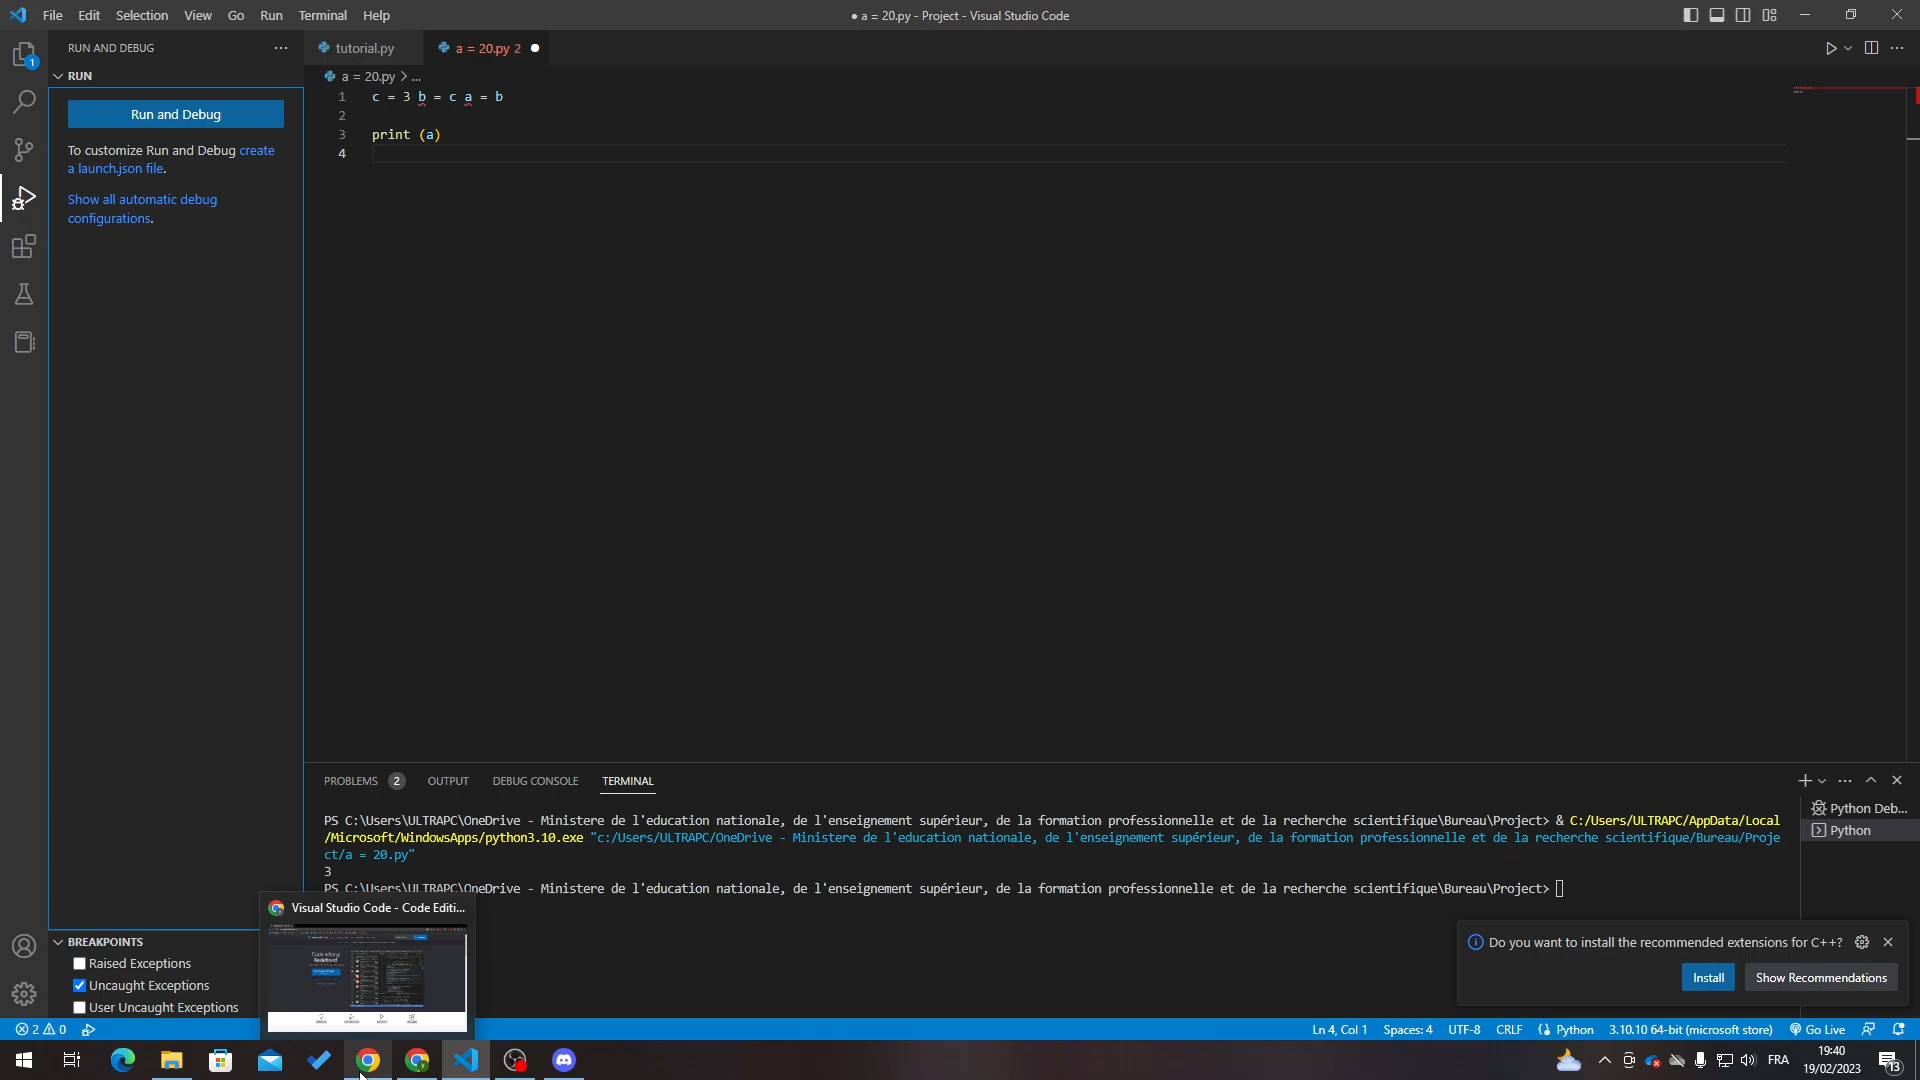 File Edit Selection View Go Run Terminal Help
● a = 20.py - Project - Visual Studio Code
RUN AND DEBUG
RUN
Run and Debug
To customize Run and Debug create
a launch.json file.
Show all automatic debug
configurations.
tutorial.py
a = 20.py 2
a = 20.py > ...
1 c = 3 b = c a = b
2
3 print (a)
4
PROBLEMS 2 OUTPUT DEBUG CONSOLE TERMINAL
PS C:\Users\ULTRAPC\OneDrive - Ministere de l'education nationale, de l'enseignement supérieur, de la formation professionnelle et de la recherche scientifique\Bureau\Project> & C:/Users/ULTRAPC/AppData/Local
/Microsoft/WindowsApps/python3.10.exe "c:/Users/ULTRAPC/OneDrive - Ministere de l'education nationale, de l'enseignement supérieur, de la formation professionnelle et de la recherche scientifique/Bureau/Proje
ct/a = 20.py"
3
PS C:\Users\ULTRAPC\OneDrive - Ministere de l'education nationale, de l'enseignement supérieur, de la formation professionnelle et de la recherche scientifique\Bureau\Project>
Python Deb...
Python
Visual Studio Code - Code Editi...
Code editing.
Redefined.
BREAKPOINTS
Raised Exceptions
Uncaught Exceptions
User Uncaught Exceptions
Do you want to install the recommended extensions for C++?
Install
Show Recommendations
2 0
Ln 4, Col 1 Spaces: 4 UTF-8 CRLF Python 3.10.10 64-bit (microsoft store) Go Live
FRA
19:40
19/02/2023
13
1